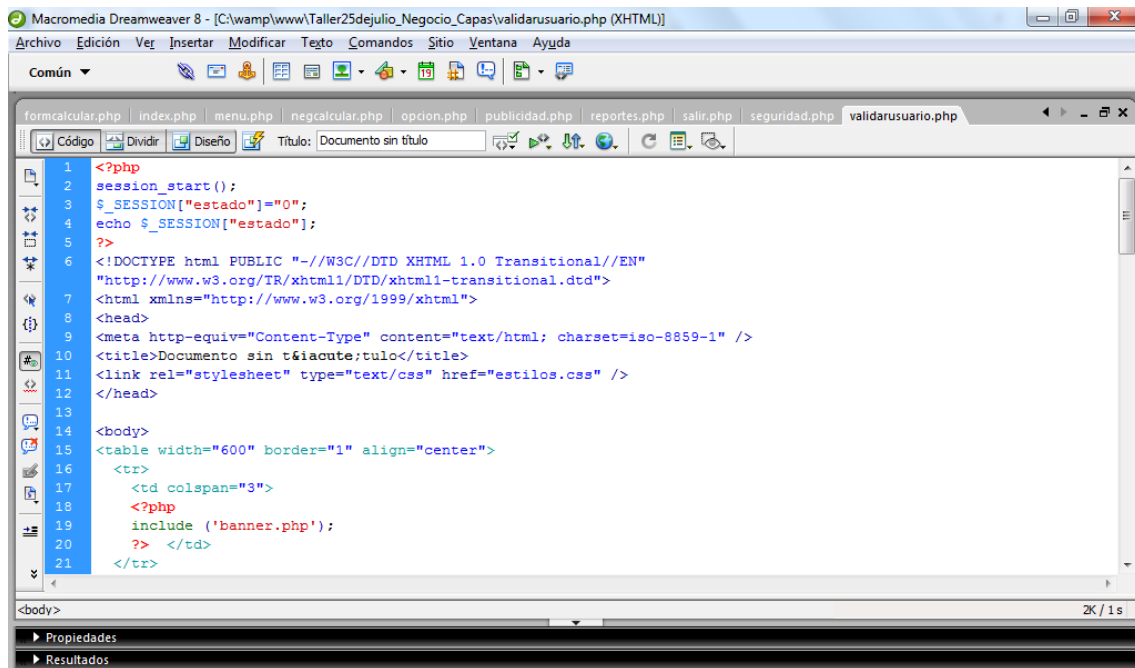 Macromedia Dreamweaver 8 - [C:\wamp\www\Taller25dejulio_Negocio_Capas\validarusuario.php (XHTML)]
Archivo Edición Ver Insertar Modificar Texto Comandos Sitio Ventana Ayuda
Común
19
formcalcular.php index.php menu.php negcalcular.php opcion.php publicidad.php reportes.php salir.php seguridad.php validarusuario.php
Código Dividir Diseño Título: Documento sin título
1 <?php
2 session_start();
3 $_SESSION["estado"]="0";
4 echo $_SESSION["estado"];
5 ?>
6 <!DOCTYPE html PUBLIC "-//W3C//DTD XHTML 1.0 Transitional//EN"
"http://www.w3.org/TR/xhtml1/DTD/xhtml1-transitional.dtd">
7 <html xmlns="http://www.w3.org/1999/xhtml">
8 <head>
9 <meta http-equiv="Content-Type" content="text/html; charset=iso-8859-1" />
10 <title>Documento sin t&iacute;tulo</title>
11 <link rel="stylesheet" type="text/css" href="estilos.css" />
12 </head>
13
14 <body>
15 <table width="600" border="1" align="center">
16 <tr>
17 <td colspan="3">
18 <?php
19 include ('banner.php');
20 ?> </td>
21 </tr>
<body> 2K / 1 s
Propiedades
Resultados